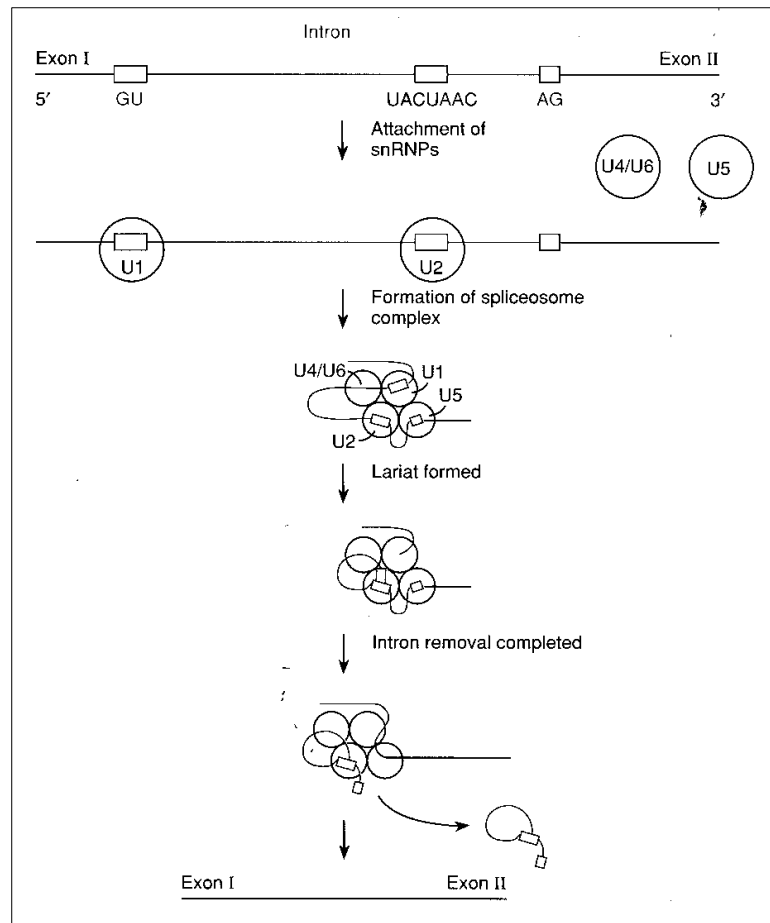 Intron
Exon I Exon II
GU UACUAAC AG
5′ 3′
Attachment of
snRNPs
U4/U6 U5
U1 U2
Formation of spliceosome
complex
U4/U6 U1
U5
U2
Lariat formed
Intron removal completed
Exon I Exon II